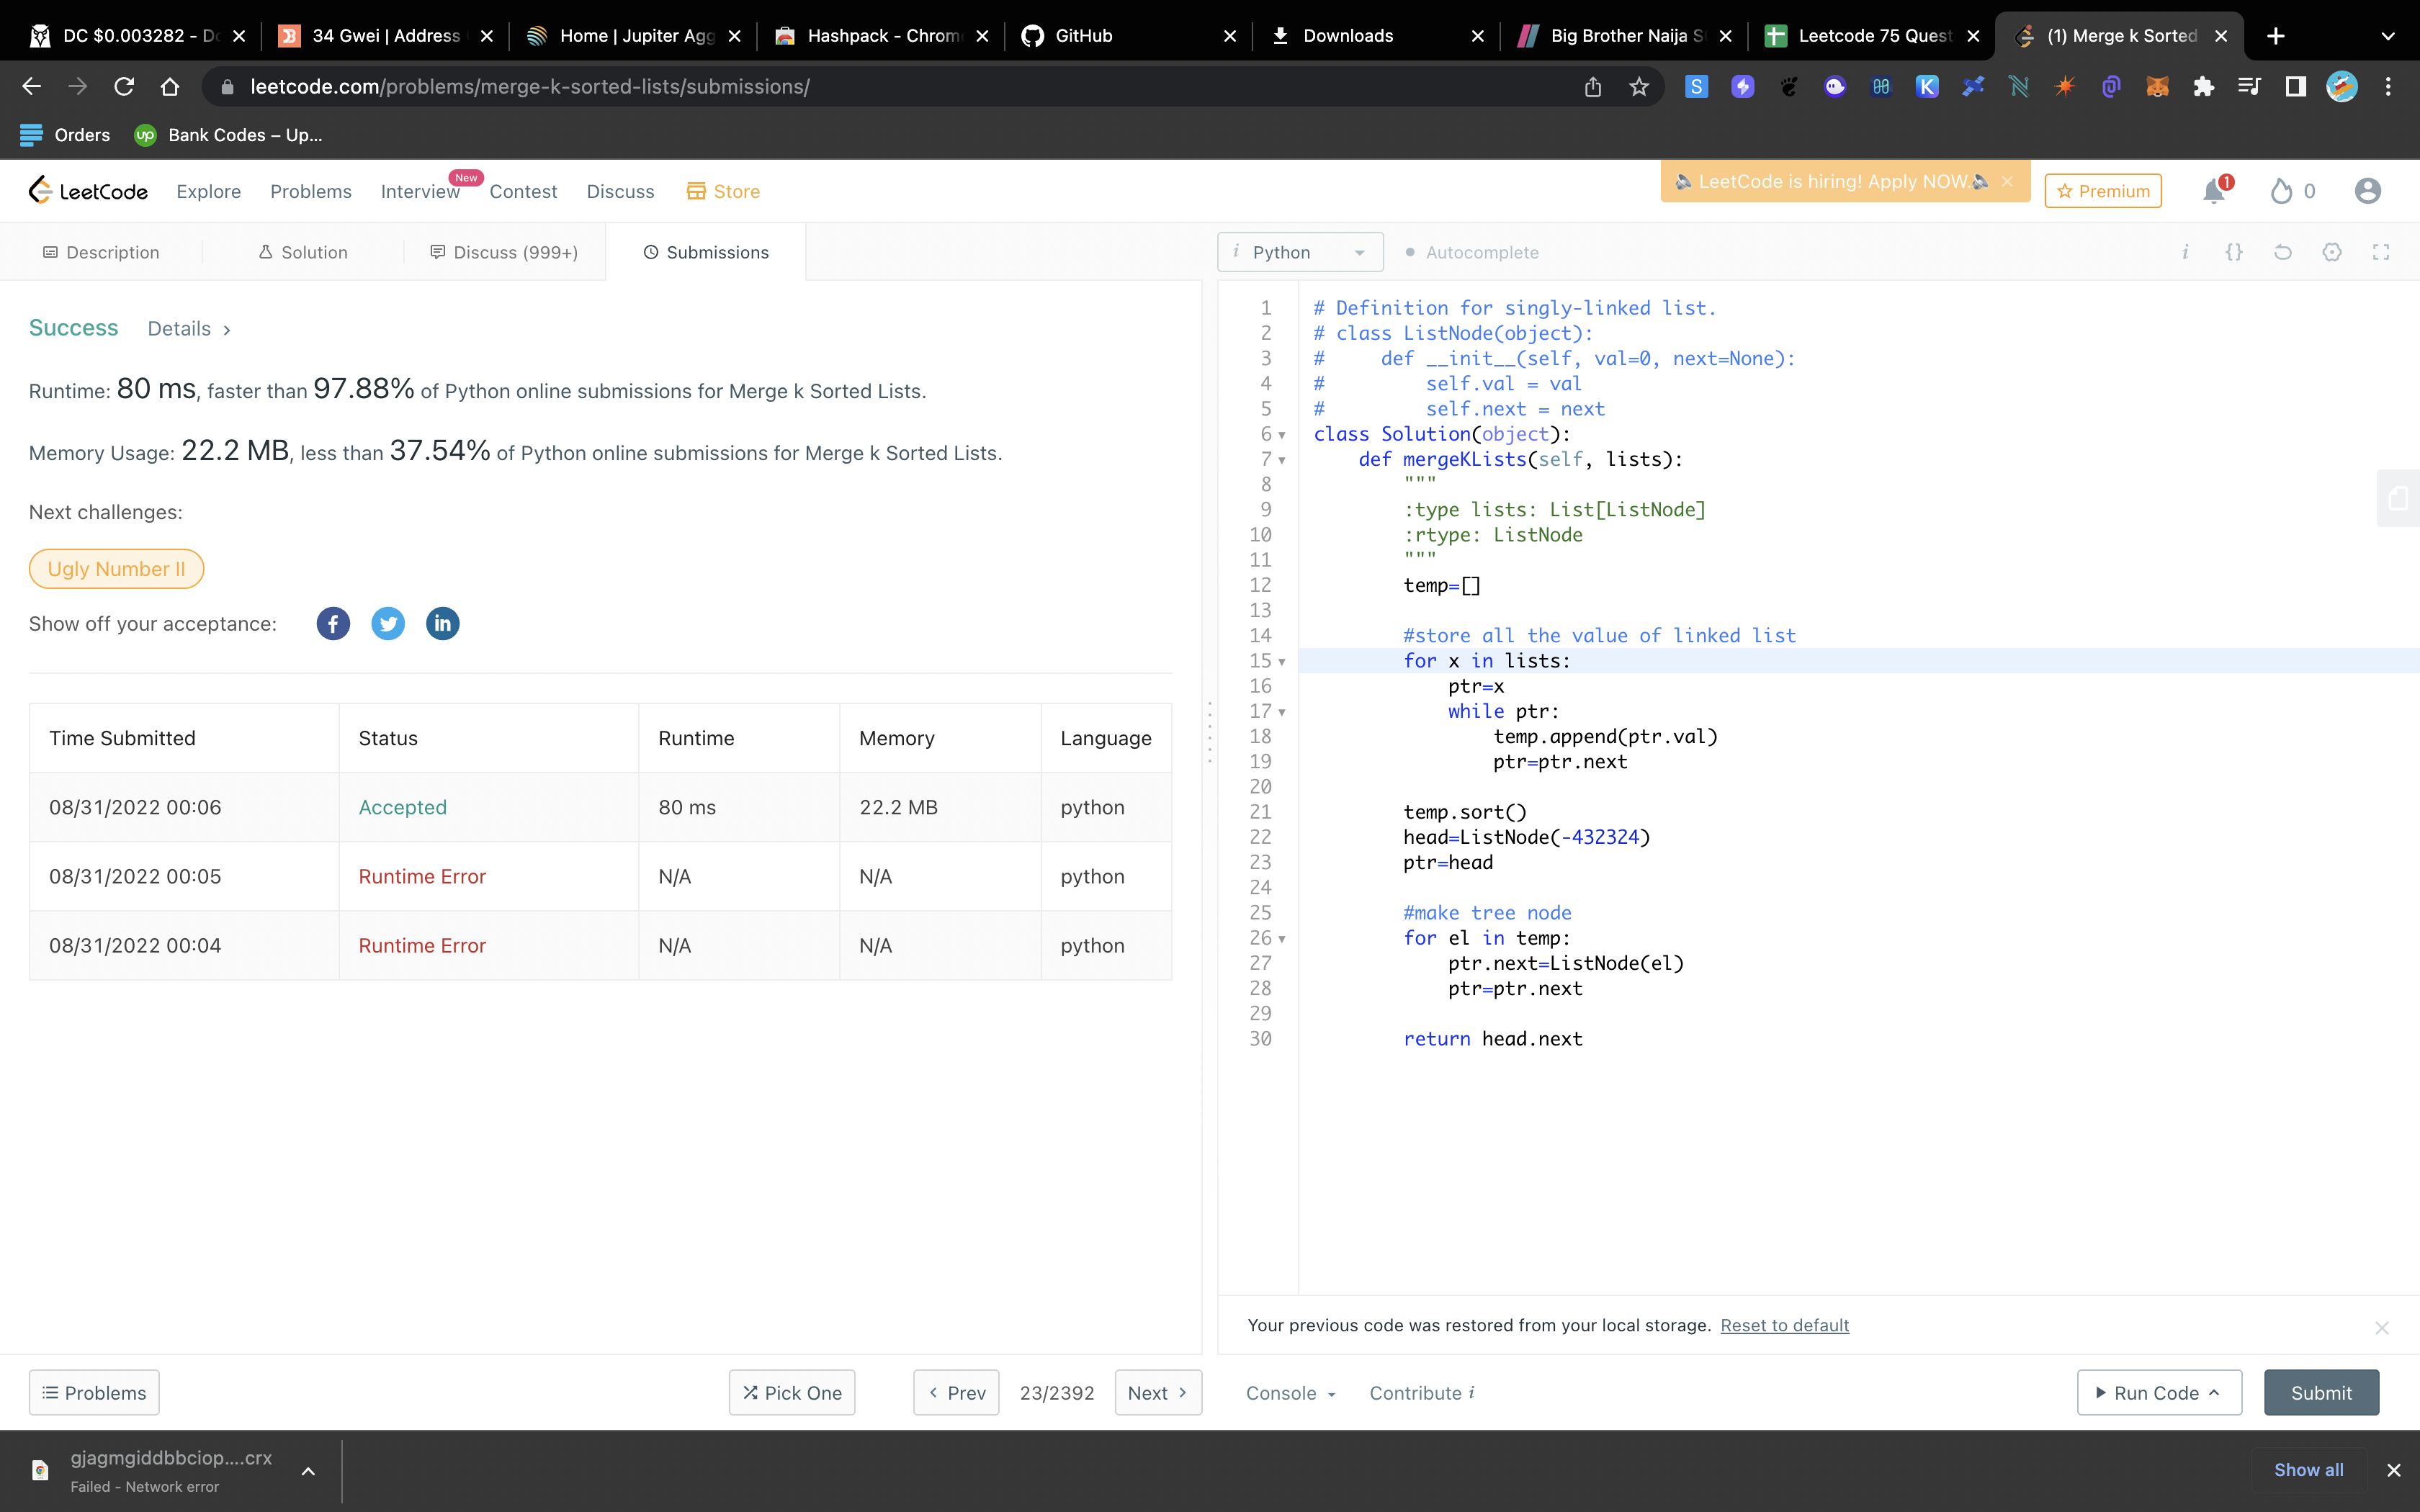 DC $0.003282 - De
34 Gwei | Address
Home | Jupiter Agg
Hashpack - Chrom
GitHub
Downloads
Big Brother Naija S
Leetcode 75 Quest
(1) Merge k Sorted
leetcode.com/problems/merge-k-sorted-lists/submissions/
Orders
up Bank Codes – Up...
LeetCode Explore Problems Interview New Contest Discuss Store
LeetCode is hiring! Apply NOW.
Premium
1
0
Description
Solution
Discuss (999+)
Submissions
i Python
Autocomplete
i {}
Success Details
Runtime: 80 ms, faster than 97.88% of Python online submissions for Merge k Sorted Lists.
Memory Usage: 22.2 MB, less than 37.54% of Python online submissions for Merge k Sorted Lists.
Next challenges:
Ugly Number II
Show off your acceptance:
Time Submitted Status Runtime Memory Language
08/31/2022 00:06 Accepted 80 ms 22.2 MB python
08/31/2022 00:05 Runtime Error N/A N/A python
08/31/2022 00:04 Runtime Error N/A N/A python
1 # Definition for singly-linked list.
2 # class ListNode(object):
3 #     def __init__(self, val=0, next=None):
4 #         self.val = val
5 #         self.next = next
6 class Solution(object):
7     def mergeKLists(self, lists):
8         """
9         :type lists: List[ListNode]
10         :rtype: ListNode
11         """
12         temp=[]
13
14         #store all the value of linked list
15         for x in lists:
16             ptr=x
17             while ptr:
18                 temp.append(ptr.val)
19                 ptr=ptr.next
20
21         temp.sort()
22         head=ListNode(-432324)
23         ptr=head
24
25         #make tree node
26         for el in temp:
27             ptr.next=ListNode(el)
28             ptr=ptr.next
29
30         return head.next
Your previous code was restored from your local storage. Reset to default
Problems
Pick One
Prev
23/2392
Next
Console
Contribute i
Run Code
Submit
gjagmgiddbbciop....crx
Failed - Network error
Show all